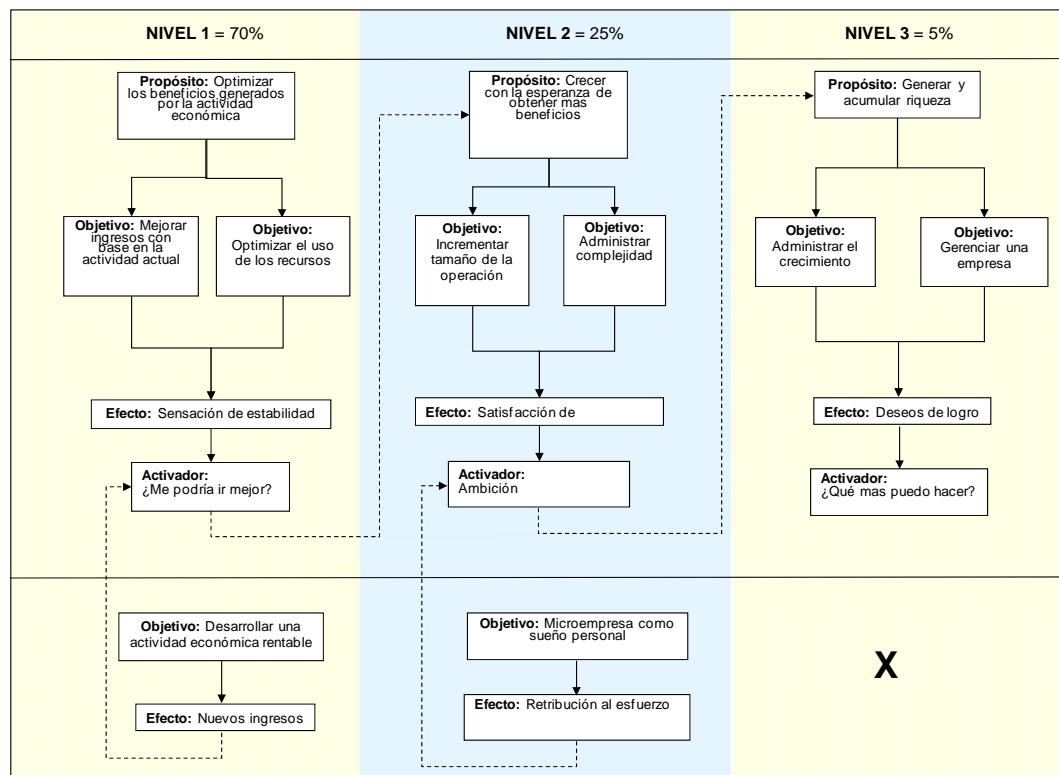 NIVEL 1 = 70%
NIVEL 2 = 25%
NIVEL 3 = 5%
Propósito: Optimizar
los beneficios generados
por la actividad
económica
Objetivo: Mejorar
ingresos con
base en la
actividad actual
Objetivo:
Optimizar el uso
de los recursos
Efecto: Sensación de estabilidad
Activador:
¿Me podría ir mejor?
Propósito: Crecer
con la esperanza de
obtener mas
beneficios
Objetivo:
Incrementar
tamaño de la
operación
Objetivo:
Administrar
complejidad
Efecto: Satisfacción de
Activador:
Ambición
Propósito: Generar y
acumular riqueza
Objetivo:
Administrar el
crecimiento
Objetivo:
Gerenciar una
empresa
Efecto: Deseos de logro
Activador:
¿Qué mas puedo hacer?
Objetivo: Desarrollar una
actividad económica rentable
Efecto: Nuevos ingresos
Objetivo: Microempresa como
sueño personal
Efecto: Retribución al esfuerzo
X